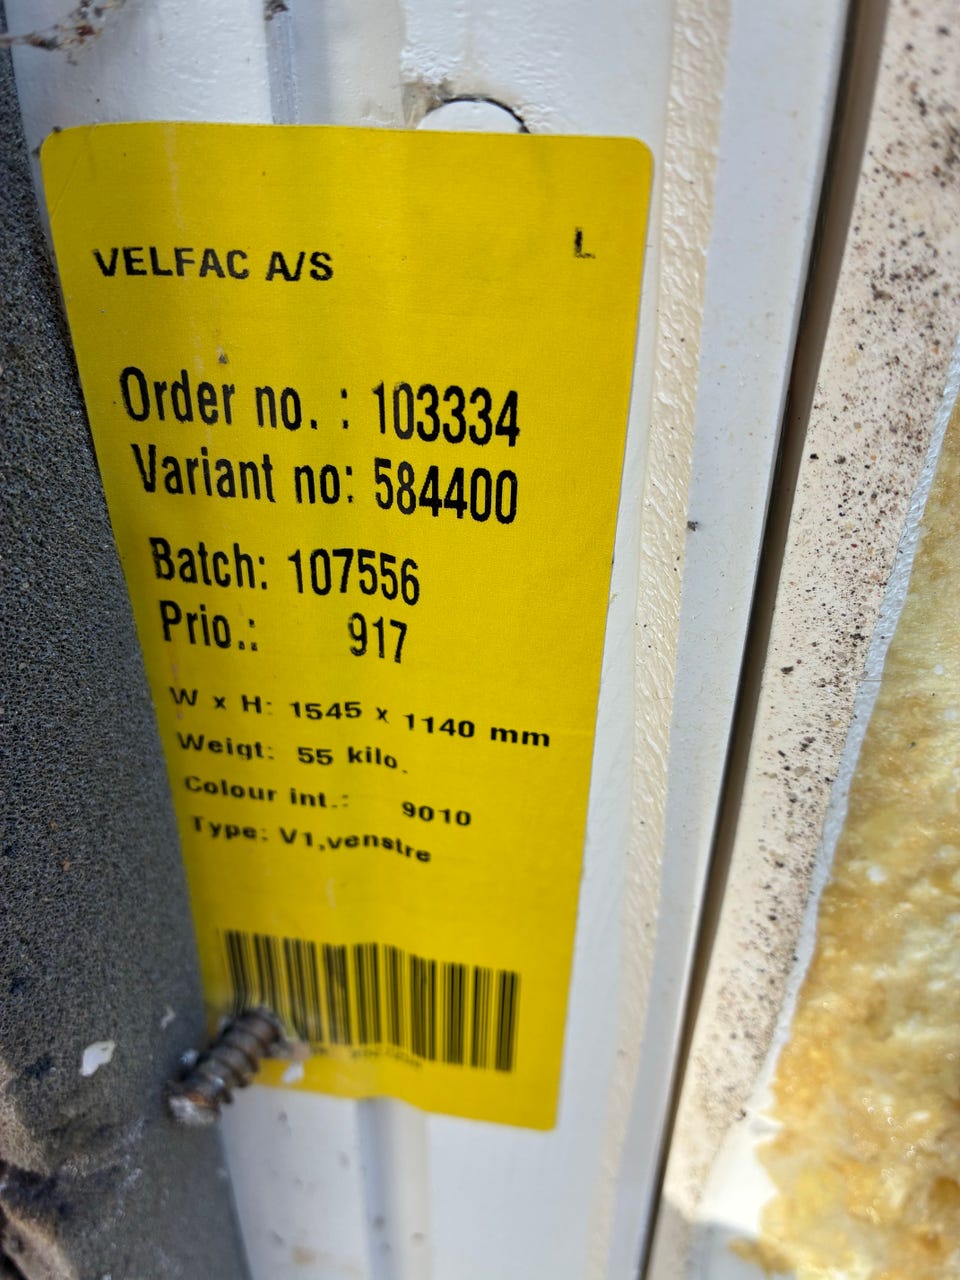 VELFAC A/S L
Order no. : 103334
Variant no: 584400
Batch: 107556
Prio.: 917
W x H: 1545 x 1140 mm
Weigt: 55 kilo.
Colour int.: 9010
Type: V1,venstre